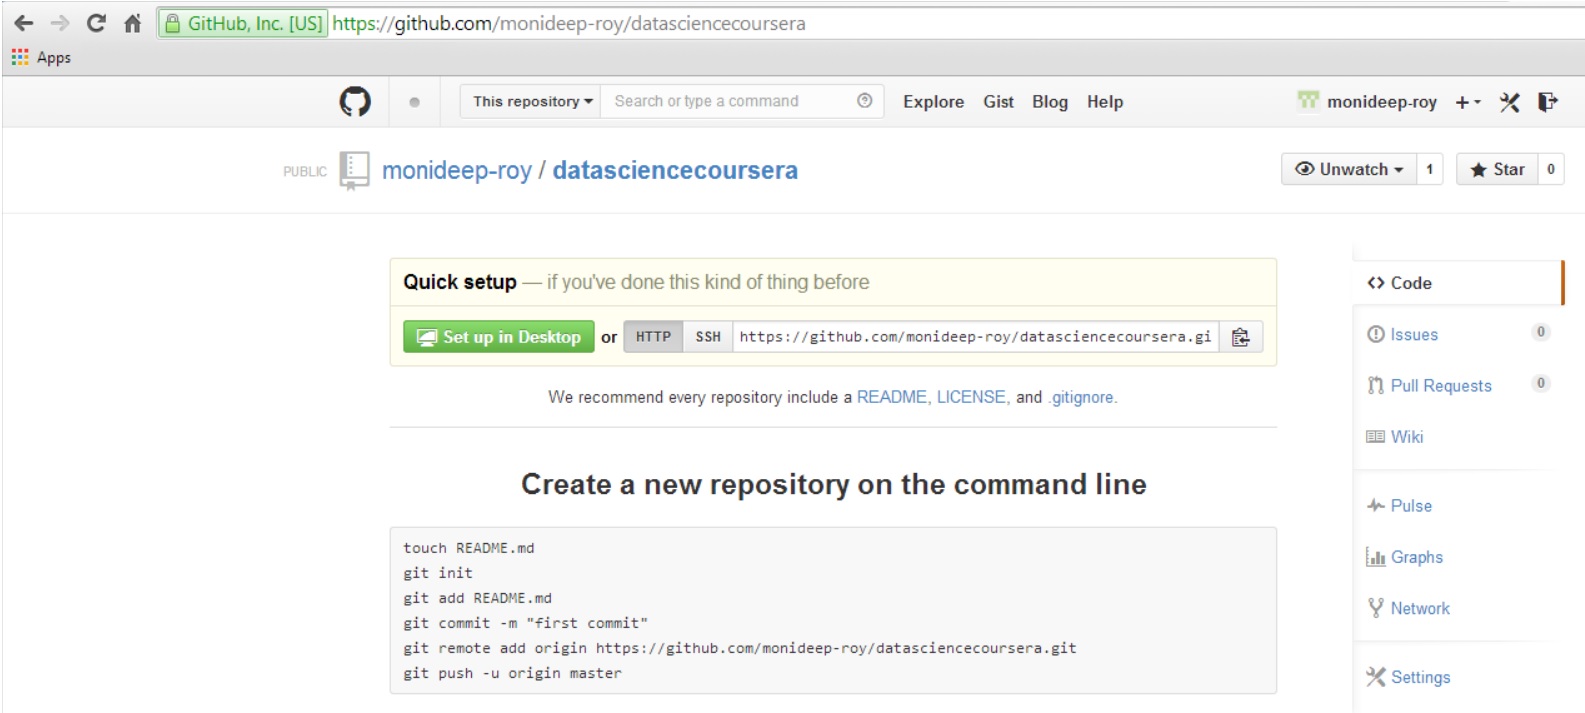 GitHub, Inc. [US] https://github.com/monideep-roy/datasciencecoursera
Apps
This repository Search or type a command Explore Gist Blog Help monideep-roy
PUBLIC monideep-roy / datasciencecoursera Unwatch 1 Star 0
Quick setup — if you've done this kind of thing before
Set up in Desktop or HTTP SSH https://github.com/monideep-roy/datasciencecoursera.gi
We recommend every repository include a README, LICENSE, and .gitignore.
Create a new repository on the command line
touch README.md
git init
git add README.md
git commit -m "first commit"
git remote add origin https://github.com/monideep-roy/datasciencecoursera.git
git push -u origin master
Code
Issues 0
Pull Requests 0
Wiki
Pulse
Graphs
Network
Settings